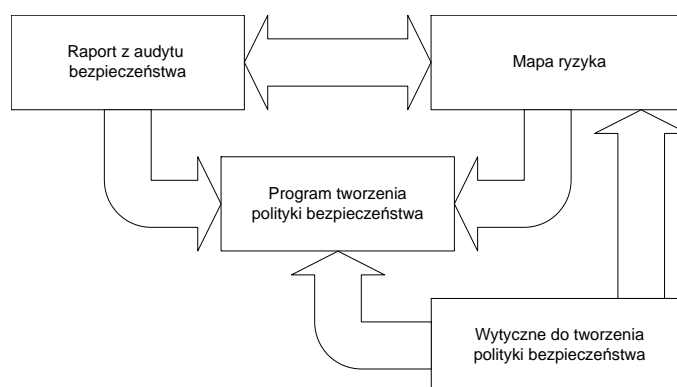 Raport z audytu
bezpieczeństwa
Mapa ryzyka
Program tworzenia
polityki bezpieczeństwa
Wytyczne do tworzenia
polityki bezpieczeństwa